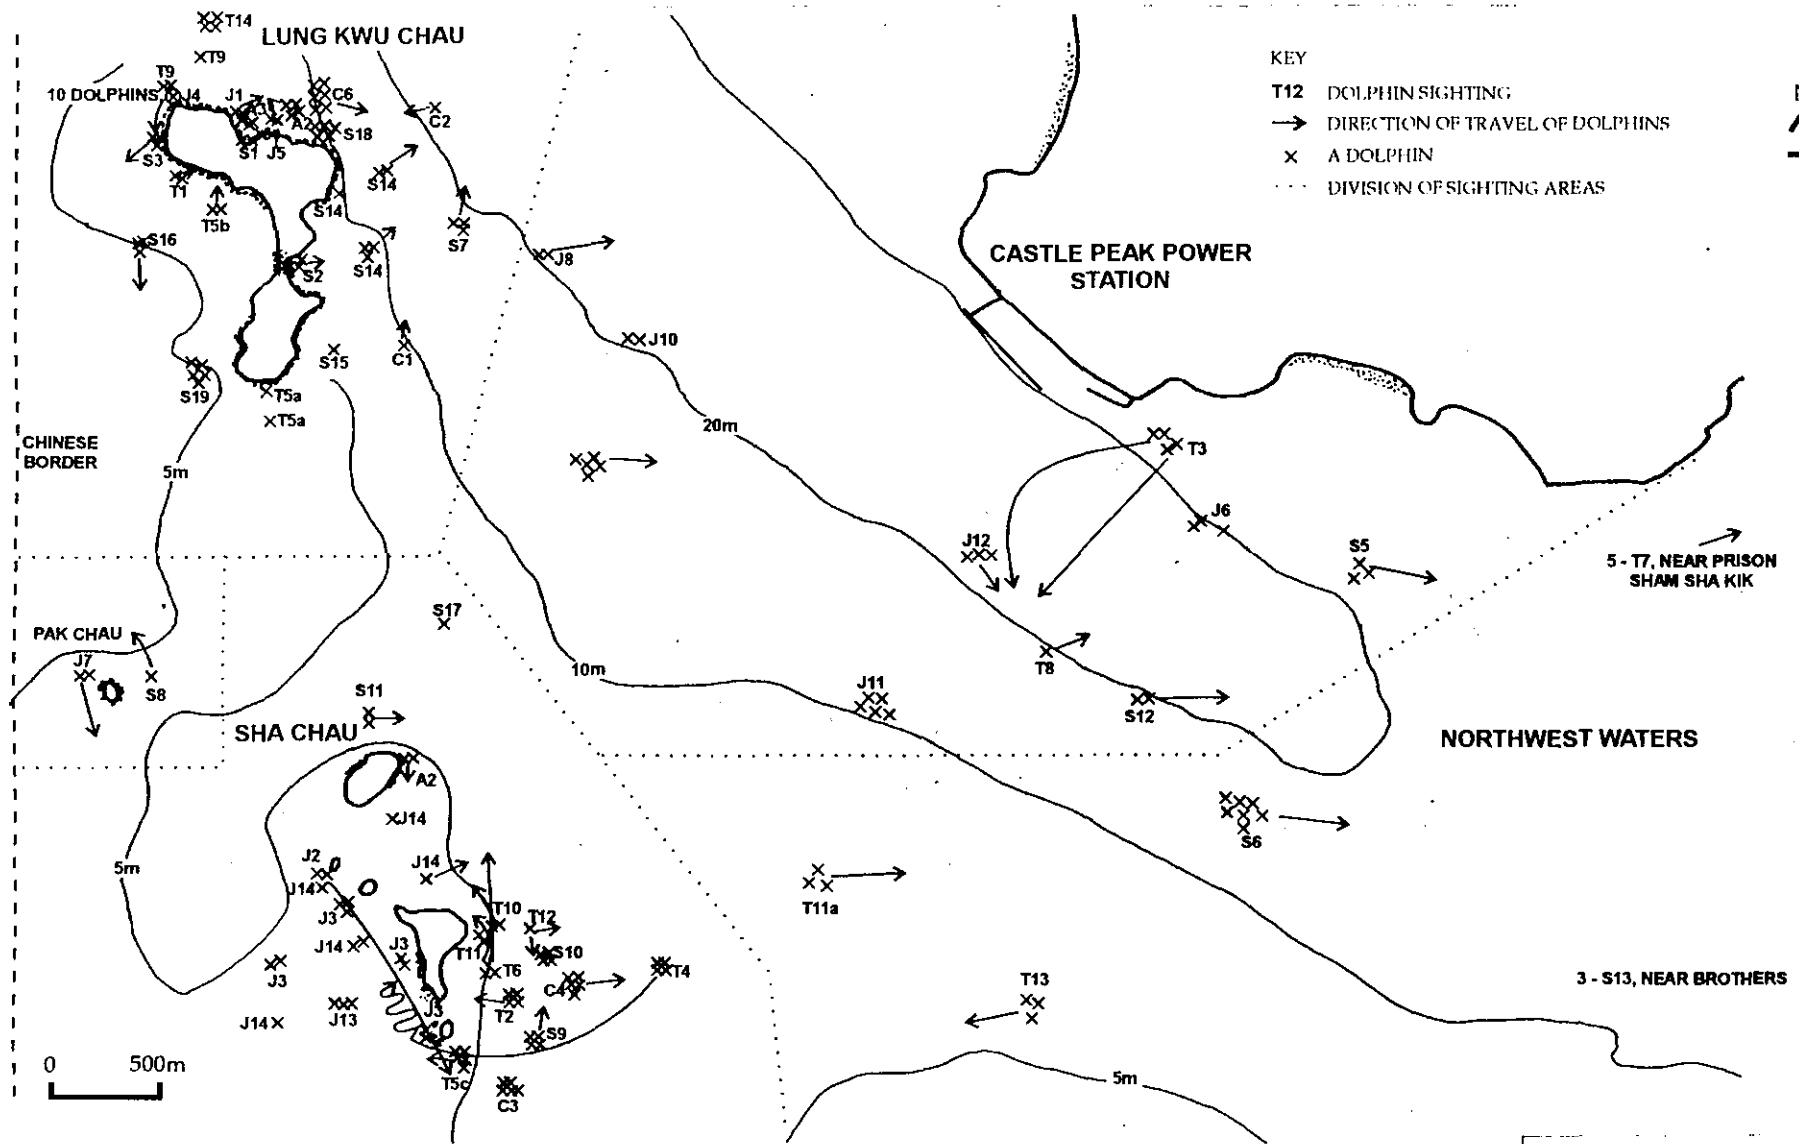 T14
LUNG KWU CHAU
T9
T9
10 DOLPHINS
J4
J1
A3
A2
C6
S18
C2
S3
S1
J5
T1
S14
S14
T5b
S7
S16
S14
S2
J8
J10
S15
C1
S19
T5a
T5a
KEY
T12 DOLPHIN SIGHTING
DIRECTION OF TRAVEL OF DOLPHINS
A DOLPHIN
DIVISION OF SIGHTING AREAS
CASTLE PEAK POWER
STATION
20m
CHINESE
BORDER
5m
T3
J6
J12
S5
5 - T7, NEAR PRISON
SHAM SHA KIK
S17
PAK CHAU
J7
S8
10m
T8
S11
J11
S12
SHA CHAU
NORTHWEST WATERS
A2
J14
S6
J2
5m
J14
J14
T11a
J3
T10
T12
J14
J3
T11
S10
J3
T6
T4
C4
T13
3 - S13, NEAR BROTHERS
J13
J3
T2
J14
S9
0 500m
T5c
C3
5m